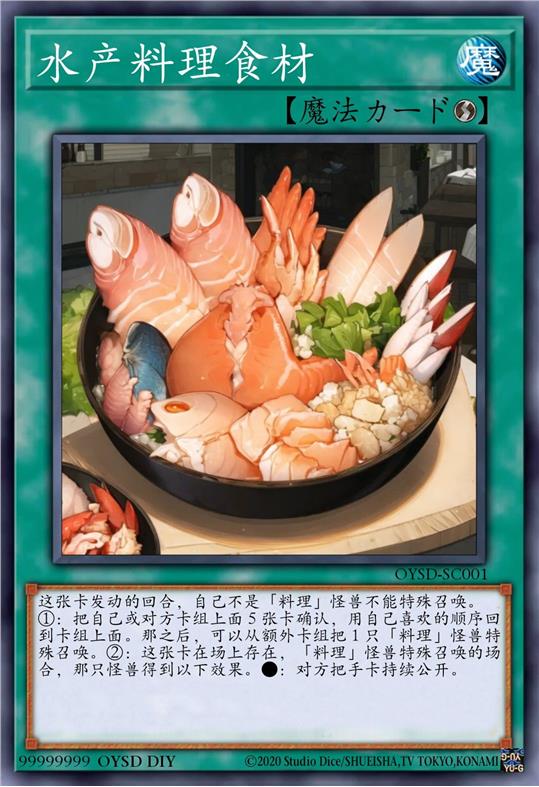 水产料理食材
魔
【魔法カード】
OYSD-SC001
这张卡发动的回合，自己不是「料理」怪兽不能特殊召唤。
①：把自己或对方卡组上面5张卡确认，用自己喜欢的顺序回
到卡组上面。那之后，可以从额外卡组把1只「料理」怪兽特
殊召唤。②：这张卡在场上存在，「料理」怪兽特殊召唤的场
合，那只怪兽得到以下效果。●：对方把手卡持续公开。
99999999 OYSD DIY ©2020 Studio Dice/SHUEISHA,TV TOKYO,KONAMI
YU-G